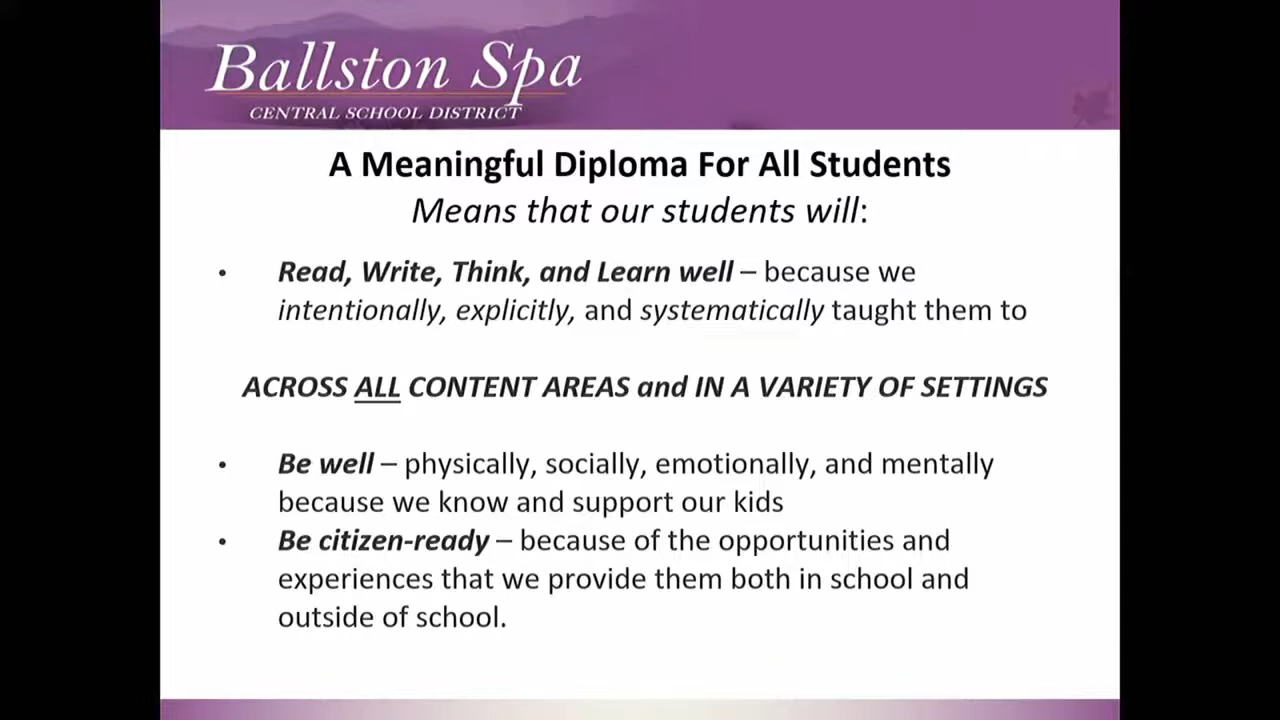 Ballston Spa
CENTRAL SCHOOL DISTRICT
A Meaningful Diploma For All Students
Means that our students will:
• Read, Write, Think, and Learn well – because we
intentionally, explicitly, and systematically taught them to
ACROSS ALL CONTENT AREAS and IN A VARIETY OF SETTINGS
• Be well – physically, socially, emotionally, and mentally
because we know and support our kids
• Be citizen-ready – because of the opportunities and
experiences that we provide them both in school and
outside of school.